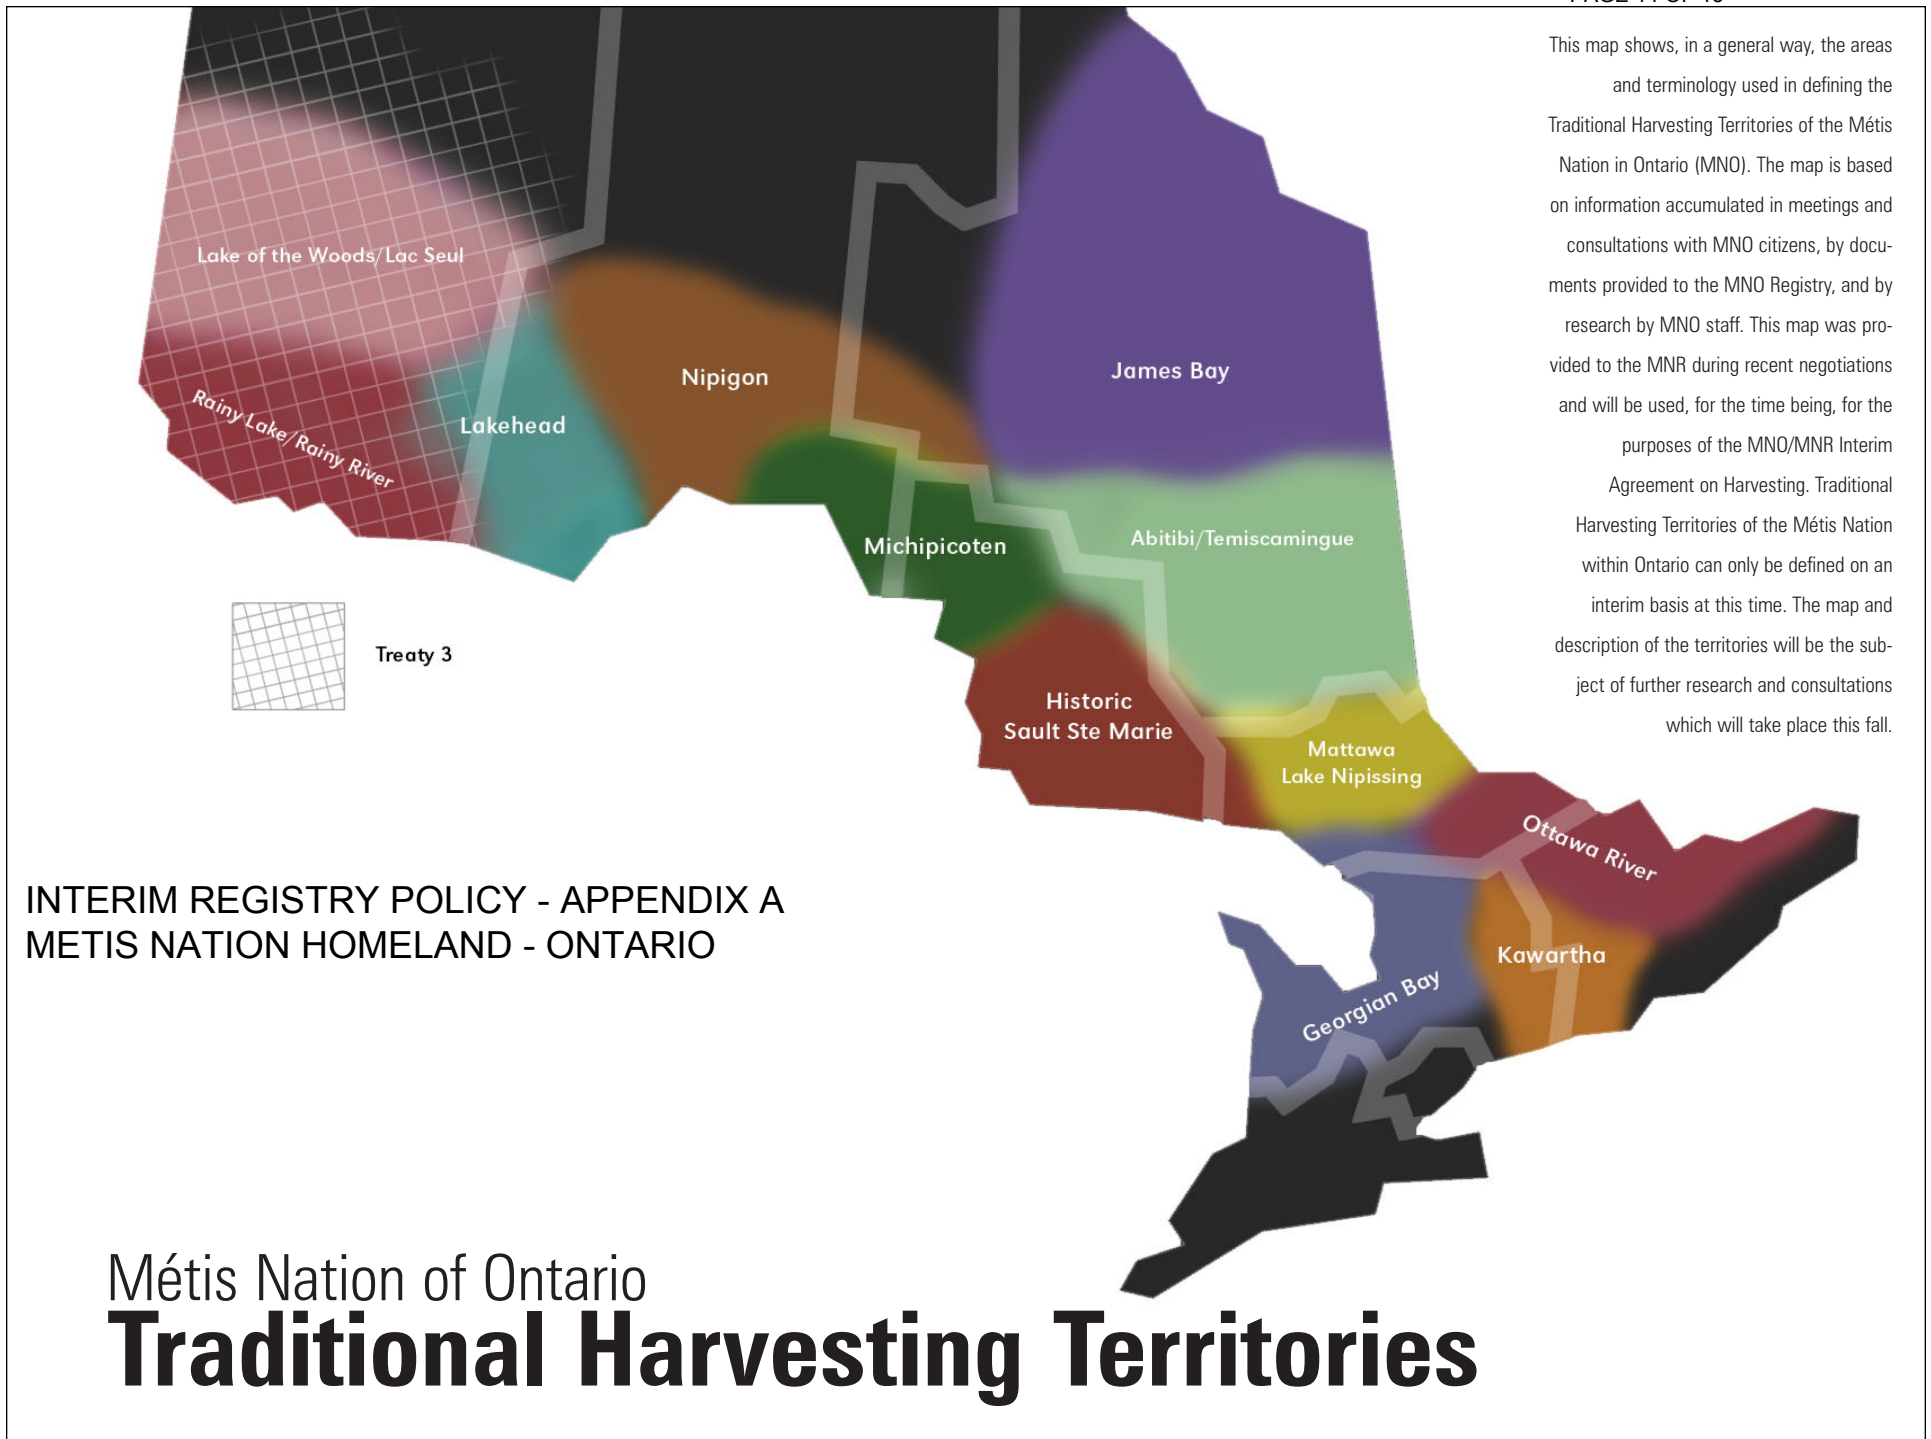 This map shows, in a general way, the areas
and terminology used in defining the
Traditional Harvesting Territories of the Métis
Nation in Ontario (MNO). The map is based
on information accumulated in meetings and
consultations with MNO citizens, by docu-
ments provided to the MNO Registry, and by
research by MNO staff. This map was pro-
vided to the MNR during recent negotiations
and will be used, for the time being, for the
purposes of the MNO/MNR Interim
Agreement on Harvesting. Traditional
Harvesting Territories of the Métis Nation
within Ontario can only be defined on an
interim basis at this time. The map and
description of the territories will be the sub-
ject of further research and consultations
which will take place this fall.
Lake of the Woods/Lac Seul
Rainy Lake/Rainy River
Lakehead
Nipigon
James Bay
Michipicoten
Abitibi/Temiscamingue
Treaty 3
Historic
Sault Ste Marie
Mattawa
Lake Nipissing
Ottawa River
Kawartha
Georgian Bay
INTERIM REGISTRY POLICY - APPENDIX A
METIS NATION HOMELAND - ONTARIO
Métis Nation of Ontario
Traditional Harvesting Territories